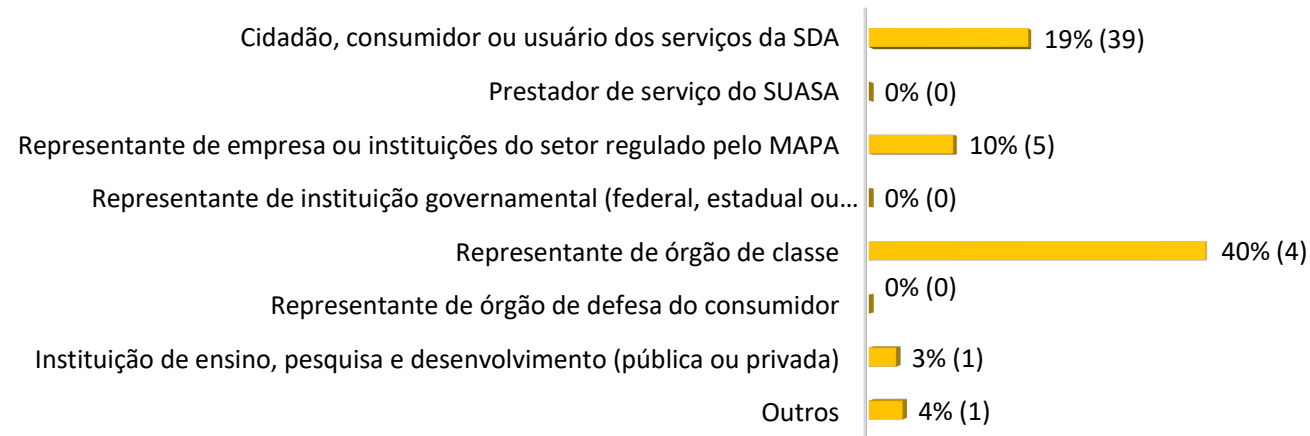 Cidadão, consumidor ou usuário dos serviços da SDA 19% (39)
Prestador de serviço do SUASA 0% (0)
Representante de empresa ou instituições do setor regulado pelo MAPA 10% (5)
Representante de instituição governamental (federal, estadual ou... 0% (0)
Representante de órgão de classe 40% (4)
Representante de órgão de defesa do consumidor 0% (0)
Instituição de ensino, pesquisa e desenvolvimento (pública ou privada) 3% (1)
Outros 4% (1)